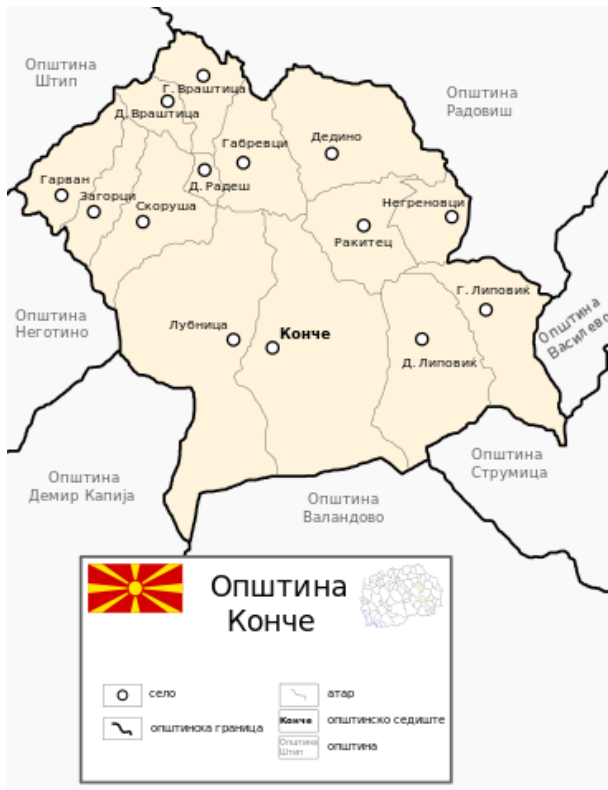 Општина
Штип
Општина
Радовиш
Г. Враштица
Д. Враштица
Габревци
Дедино
Гарван
Загорци
Скоруша
Д. Радеш
Негреновци
Ракитец
Г. Липовиќ
Општина
Неготино
Лубница
Конче
Д. Липовиќ
Општина
Василево
Општина
Демир Капија
Општина
Валандово
Општина
Струмица
Општина
Конче
село
општинска граница
атар
Конче
општинско седиште
Општина
Штип
општина